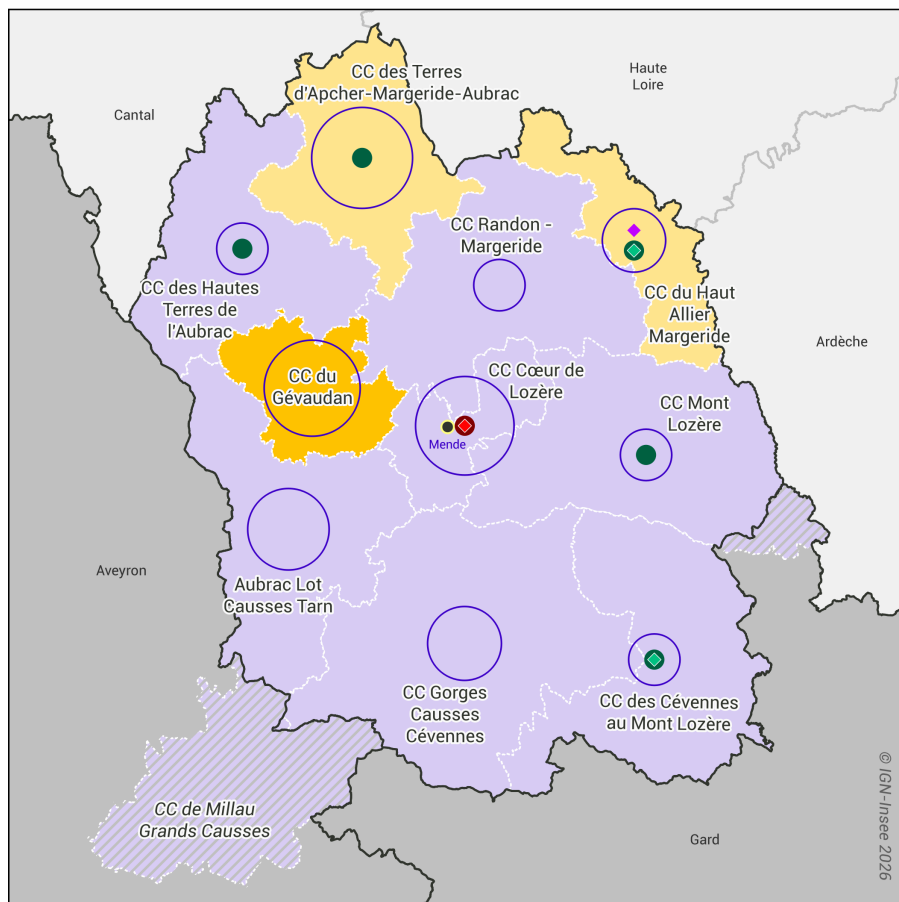 Haute
Loire
CC des Terres
d'Apcher-Margeride-Aubrac
Cantal
CC Randon -
Margeride
CC des Hautes
Terres de
l'Aubrac
CC du Haut
Allier
Margeride
Ardèche
CC du
Gévaudan
CC Cœur de
Lozère
CC Mont
Lozère
Mende
Aveyron
Aubrac Lot
Causses Tarn
CC Gorges
Causses
Cévennes
CC des Cévennes
au Mont Lozère
CC de Millau
Grands Causses
Gard
© IGN-Insee 2026